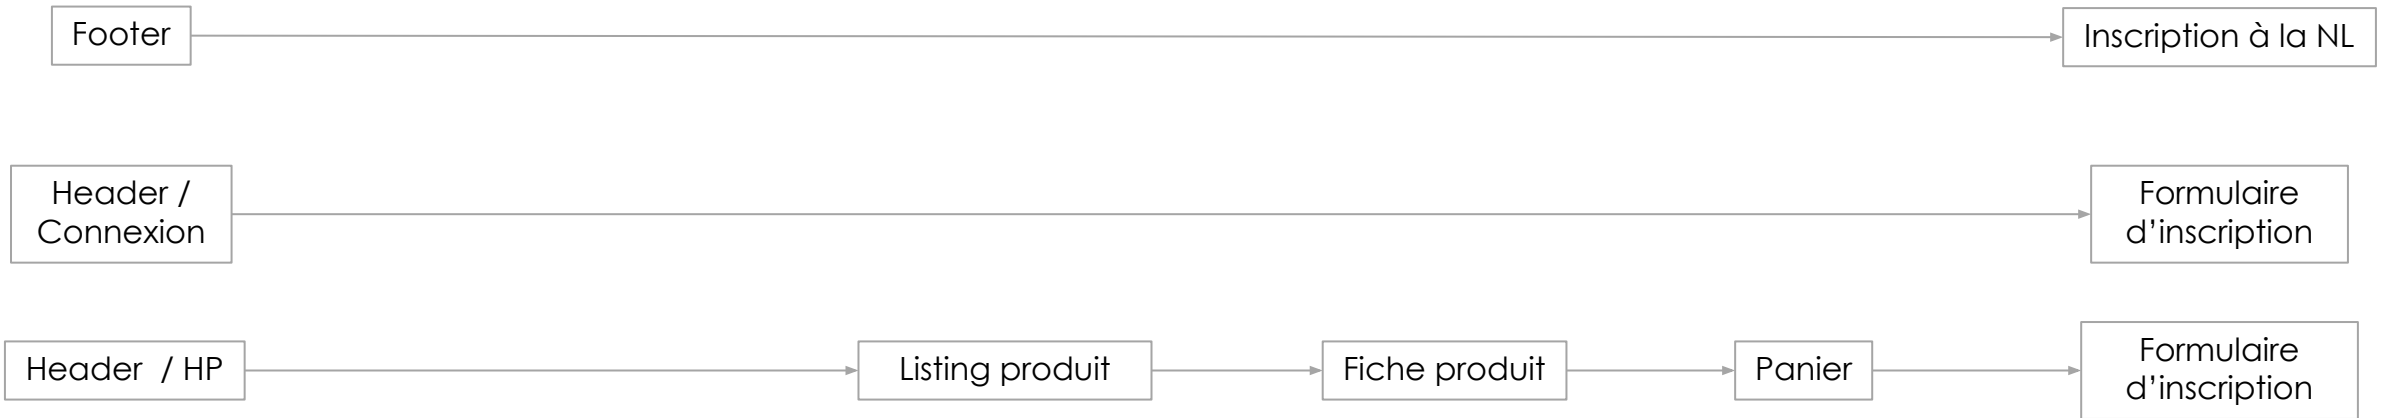 Footer
Inscription à la NL
Header /
Connexion
Formulaire
d’inscription
Header / HP
Listing produit
Fiche produit
Panier
Formulaire
d’inscription